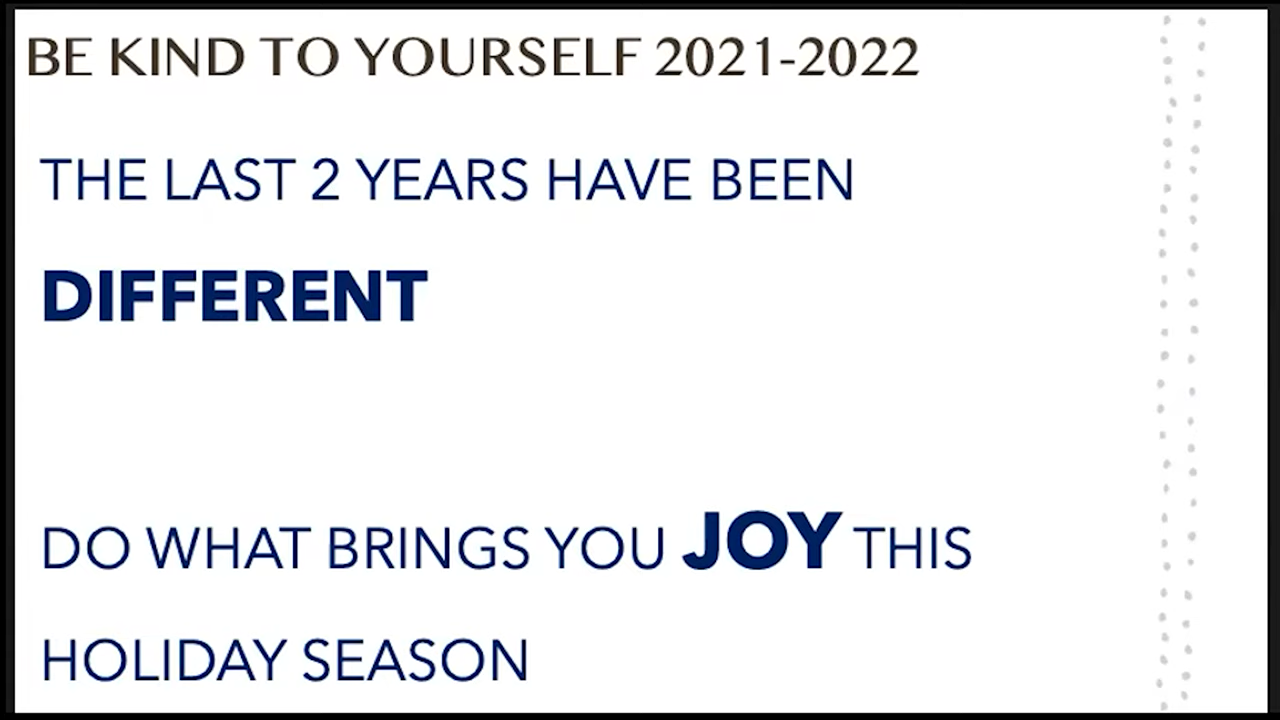 BE KIND TO YOURSELF 2021-2022
THE LAST 2 YEARS HAVE BEEN
DIFFERENT
DO WHAT BRINGS YOU JOY THIS
HOLIDAY SEASON